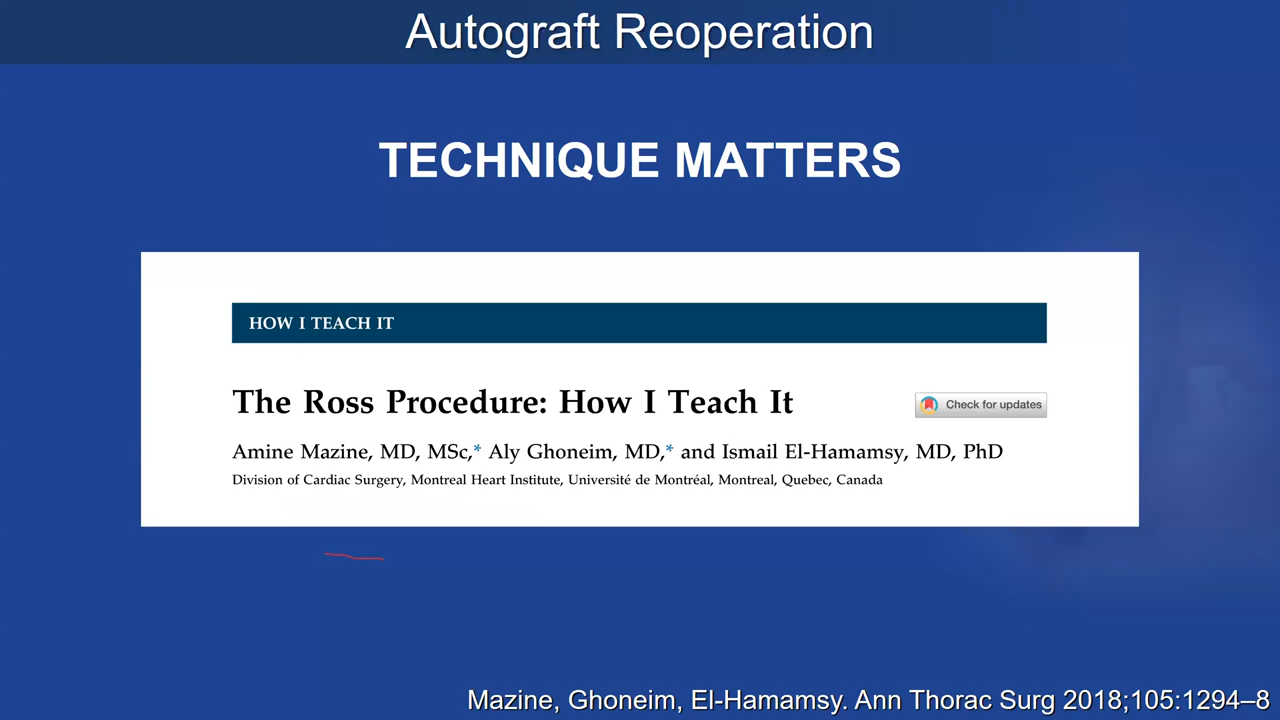 Autograft Reoperation
TECHNIQUE MATTERS
HOW I TEACH IT
The Ross Procedure: How I Teach It
Check for updates
Amine Mazine, MD, MSc,* Aly Ghoneim, MD,* and Ismail El-Hamamsy, MD, PhD
Division of Cardiac Surgery, Montreal Heart Institute, Université de Montréal, Montreal, Quebec, Canada
Mazine, Ghoneim, El-Hamamsy. Ann Thorac Surg 2018;105:1294–8